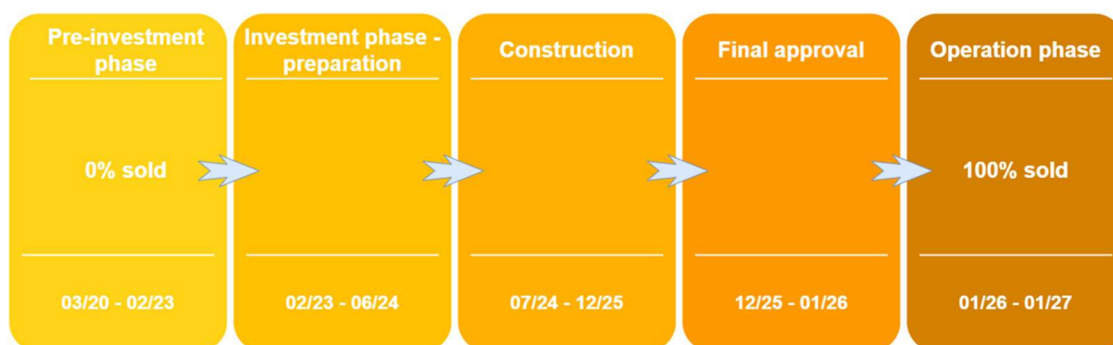 Pre-investment
phase
0% sold
03/20 - 02/23
Investment phase -
preparation
02/23 - 06/24
Construction
07/24 - 12/25
Final approval
12/25 - 01/26
Operation phase
100% sold
01/26 - 01/27